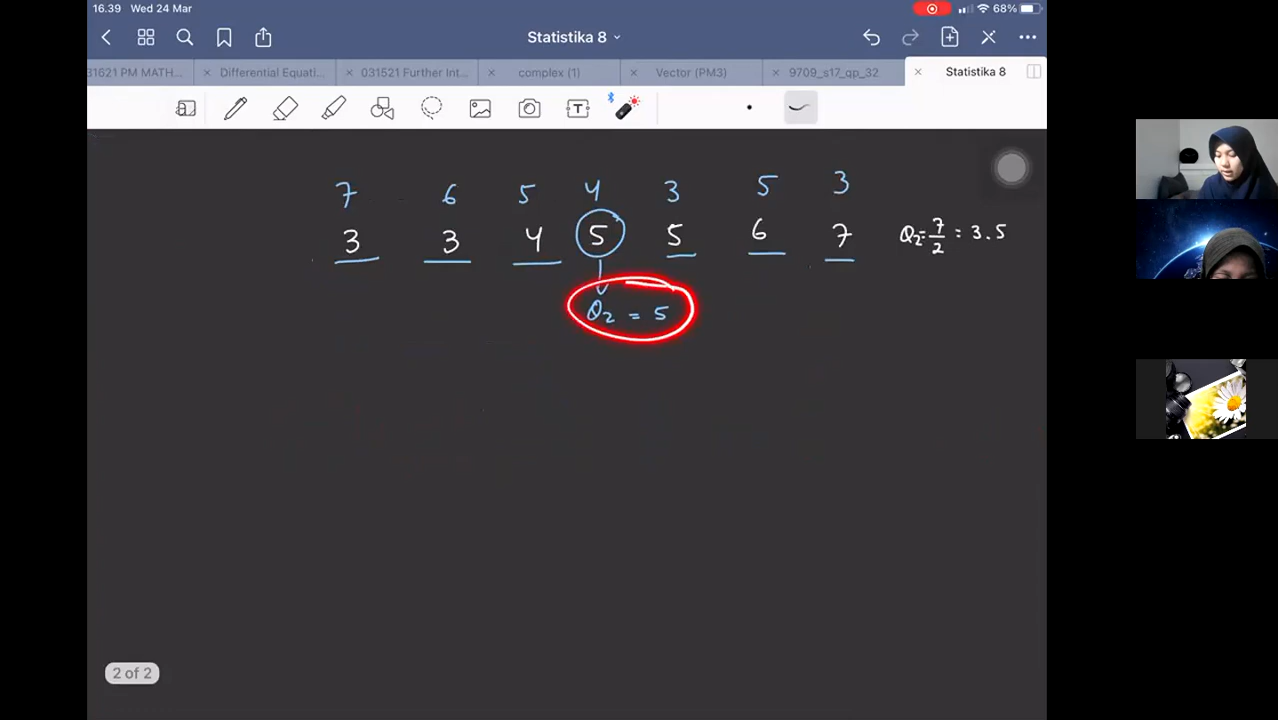 16.39 Wed 24 Mar
68%
Statistika 8
31621 PM MATH...
Differential Equati...
031521 Further Int...
complex (1)
Vector (PM3)
9709_s17_qp_32
Statistika 8
T
7 6 5 4 3 5 3
3 3 4 5 5 6 7 Q₂=7/2 = 3.5
Q₂ = 5
2 of 2